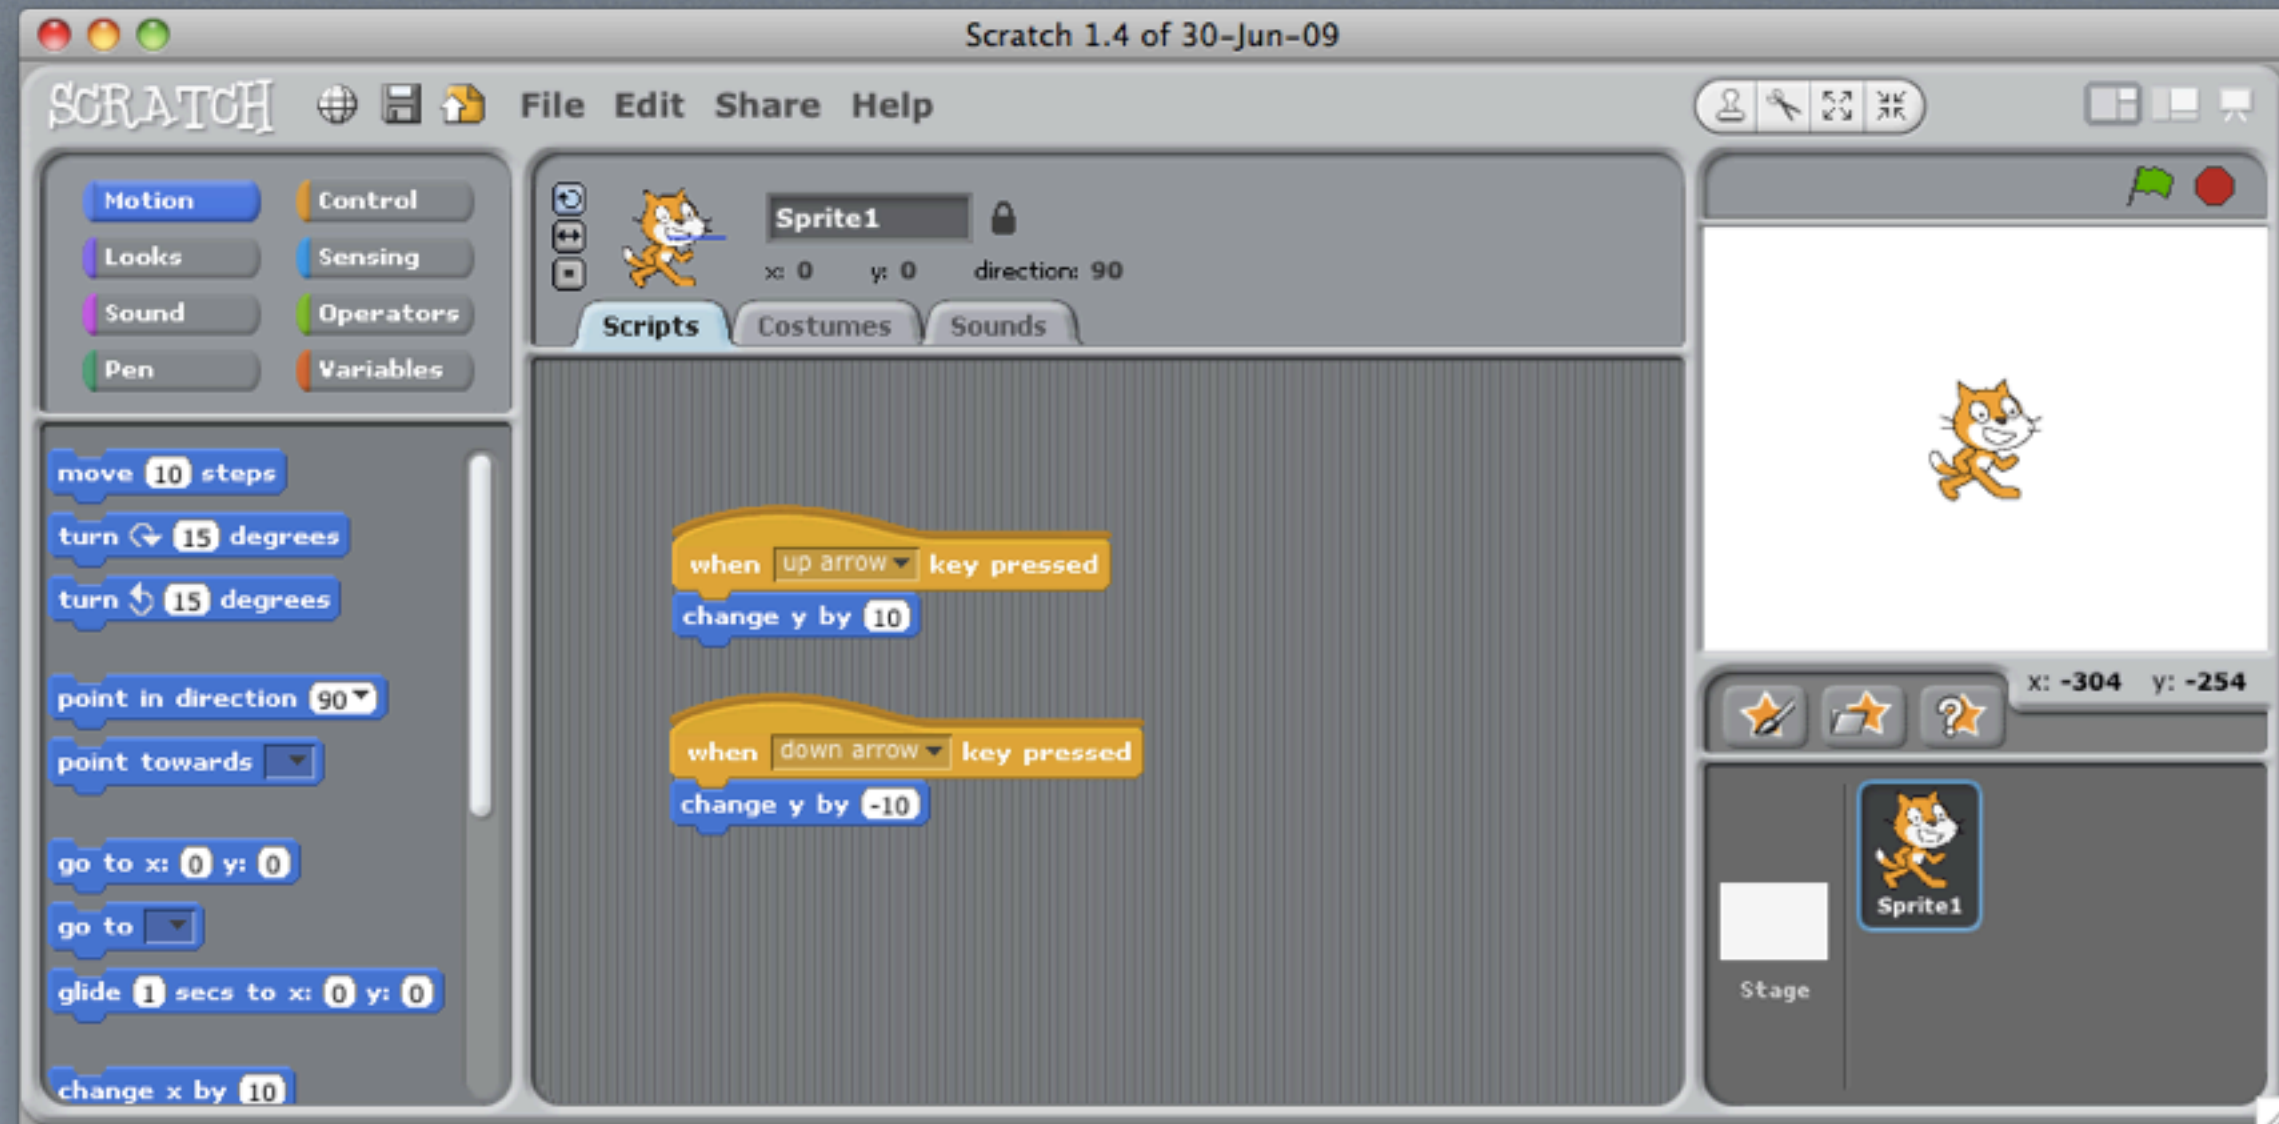 Scratch 1.4 of 30-Jun-09
SCRATCH File Edit Share Help
Motion Control
Looks Sensing
Sound Operators
Pen Variables
move 10 steps
turn 15 degrees
turn 15 degrees
point in direction 90
point towards
go to x: 0 y: 0
go to
glide 1 secs to x: 0 y: 0
change x by 10
Sprite1
x: 0 y: 0 direction: 90
Scripts Costumes Sounds
when up arrow key pressed
change y by 10
when down arrow key pressed
change y by -10
x: -304 y: -254
Sprite1
Stage